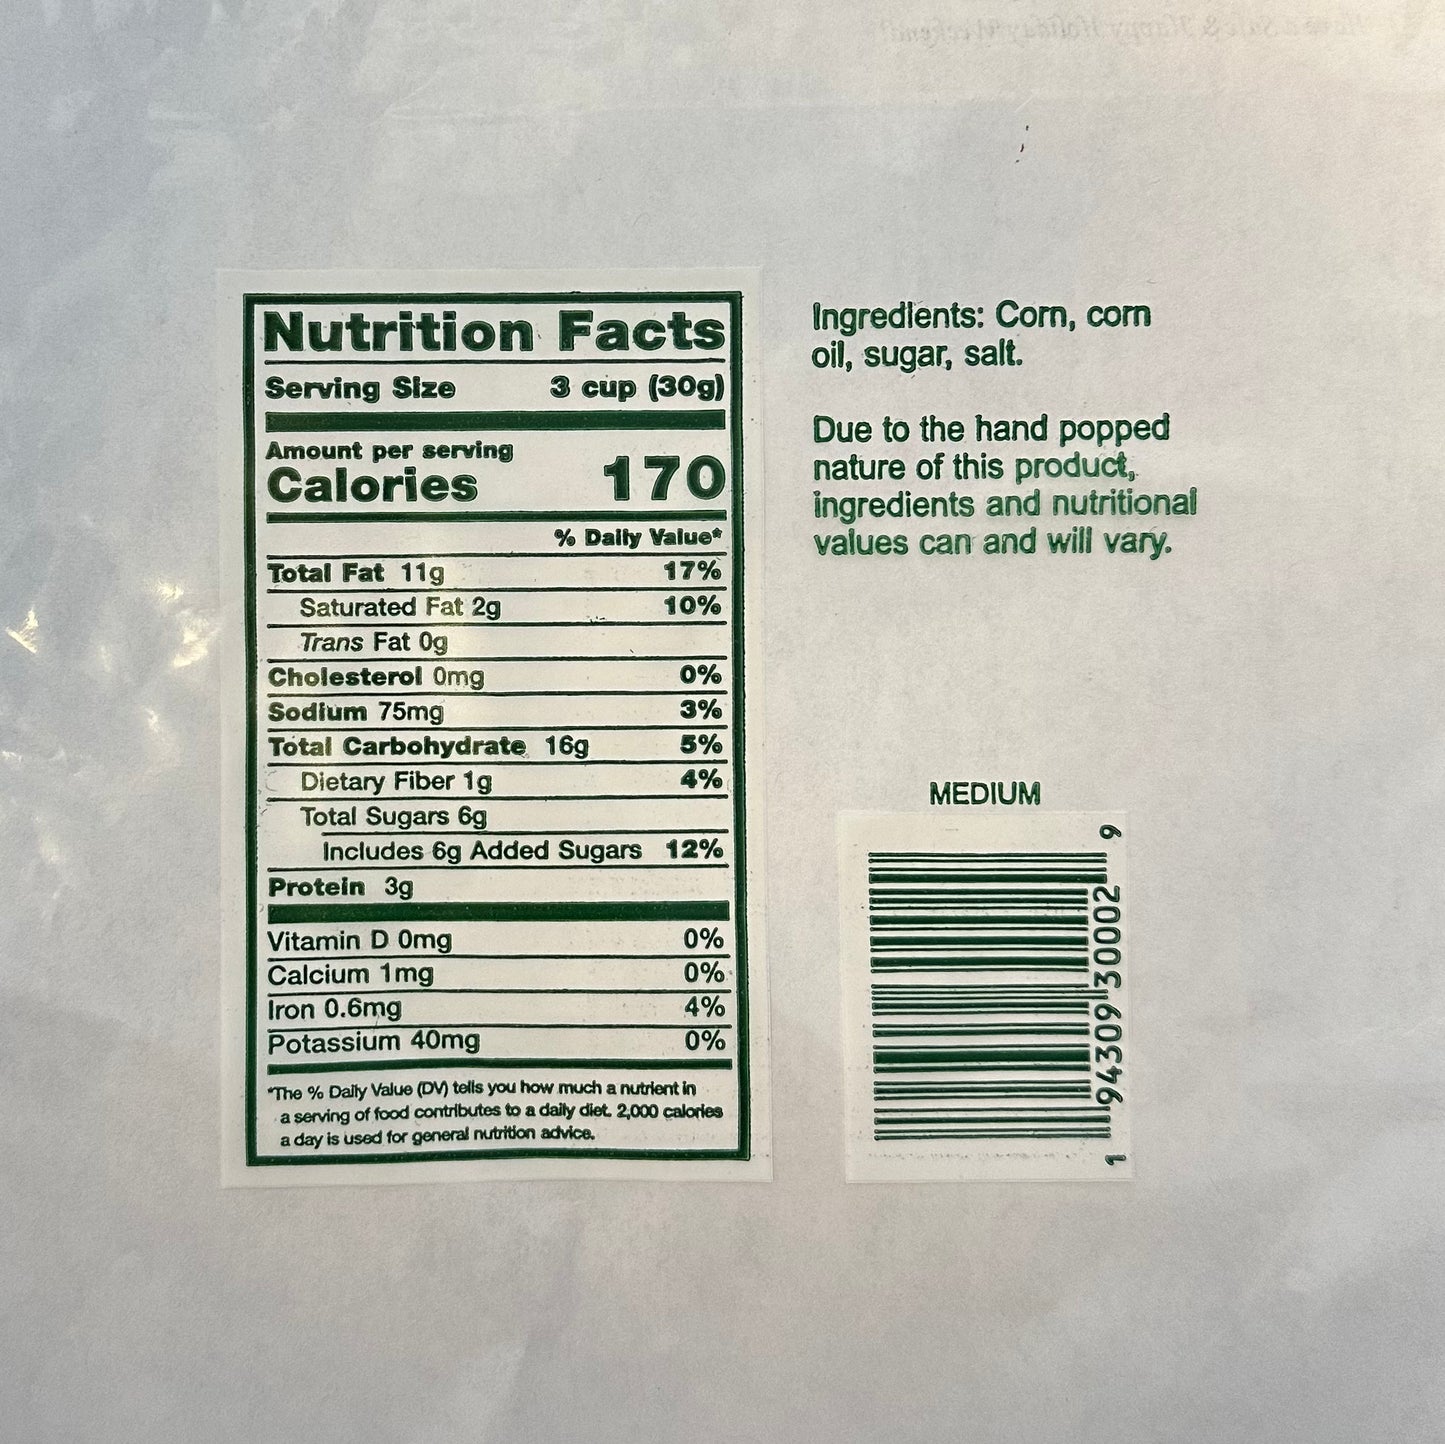 Have a Safe & Happy Holiday Weekend!
Nutrition Facts
Serving Size 3 cup (30g)
Amount per serving
Calories 170
% Daily Value*
Total Fat 11g 17%
Saturated Fat 2g 10%
Trans Fat 0g
Cholesterol 0mg 0%
Sodium 75mg 3%
Total Carbohydrate 16g 5%
Dietary Fiber 1g 4%
Total Sugars 6g
Includes 6g Added Sugars 12%
Protein 3g
Vitamin D 0mg 0%
Calcium 1mg 0%
Iron 0.6mg 4%
Potassium 40mg 0%
*The % Daily Value (DV) tells you how much a nutrient in
a serving of food contributes to a daily diet. 2,000 calories
a day is used for general nutrition advice.
Ingredients: Corn, corn
oil, sugar, salt.
Due to the hand popped
nature of this product,
ingredients and nutritional
values can and will vary.
MEDIUM
1 94309 30002 9